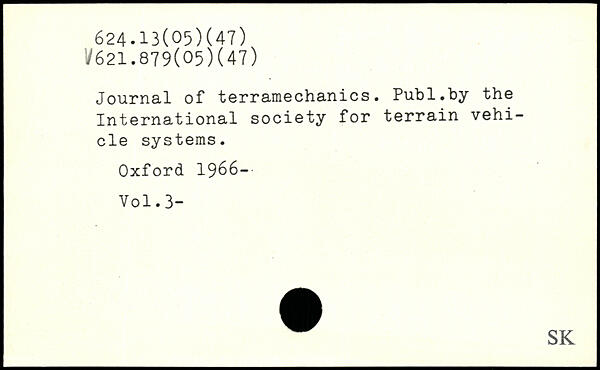 624.13(05)(47)
V621.879(05)(47)
Journal of terramechanics. Publ.by the
International society for terrain vehi-
cle systems.
Oxford 1966-
Vol.3-
SK